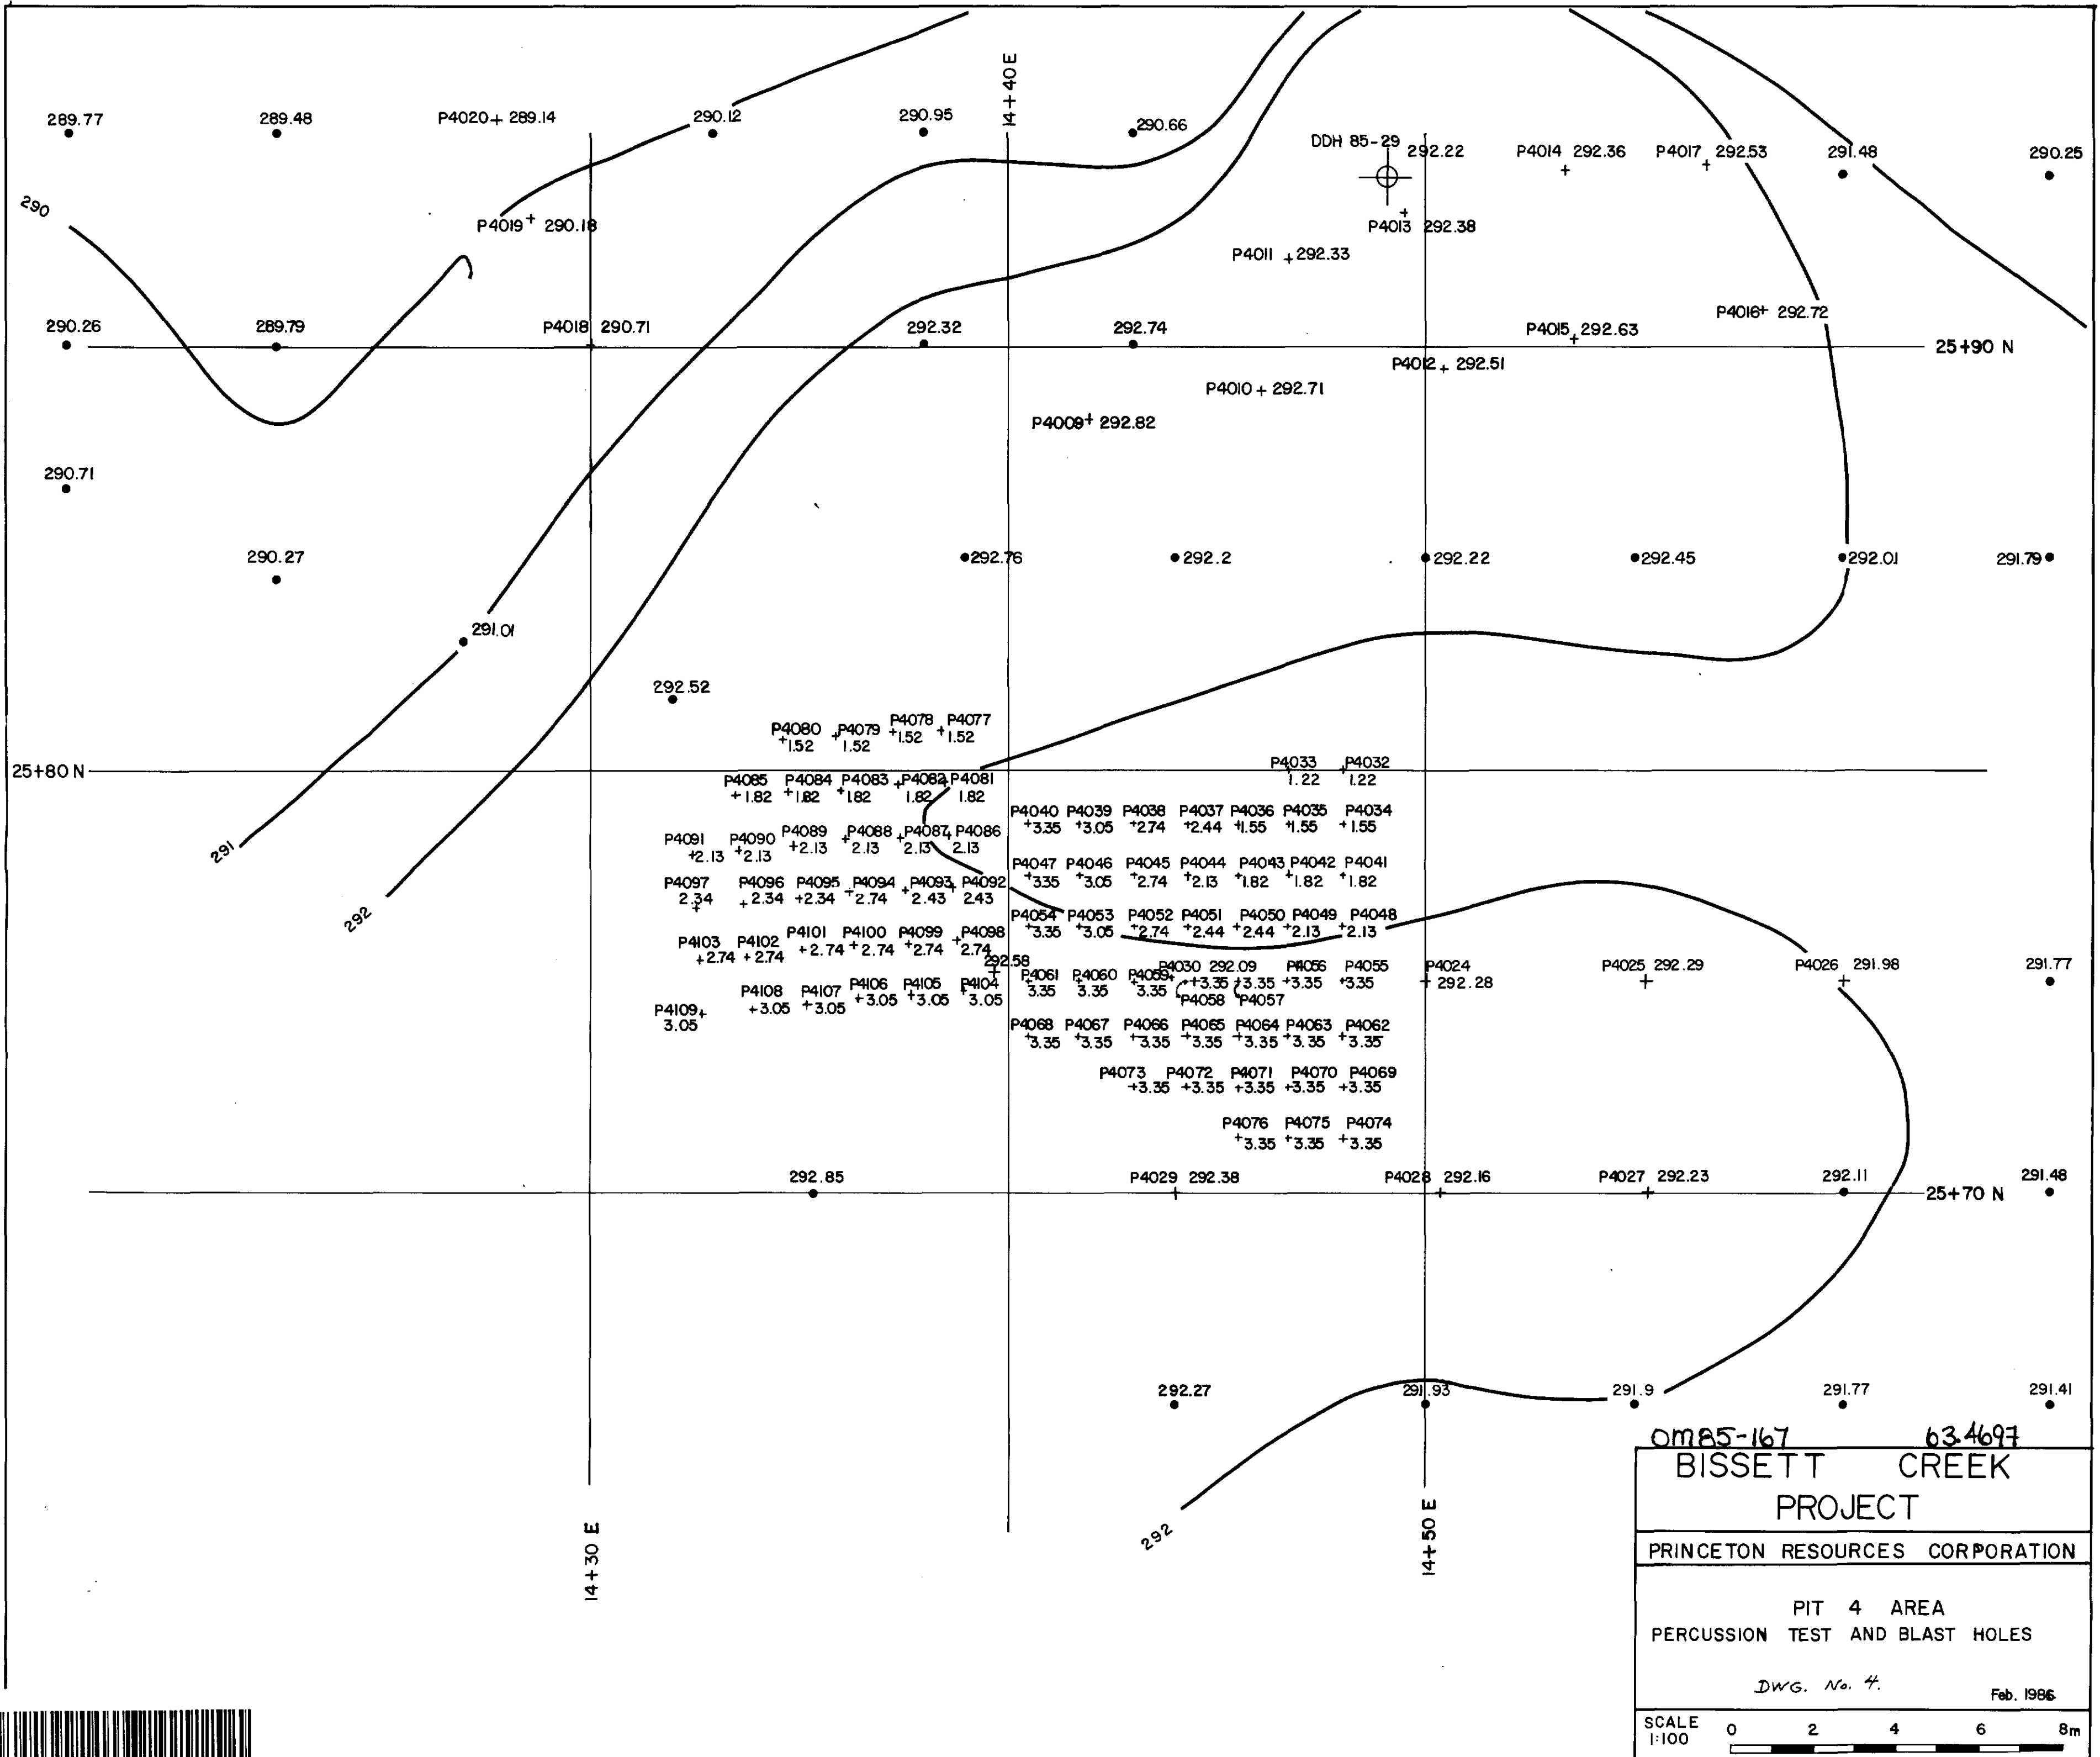 14+40 E
289.77 289.48 P4020 + 289.14 290.12 290.95 290.66
DDH 85-29 292.22 P4014 292.36 P4017 292.53 291.48 290.25
290 P4019 + 290.18 P4013 292.38
P4011 + 292.33
P4016+ 292.72
290.26 289.79 P4018 290.71 292.32 292.74 P4015 292.63
25+90 N
P4012 + 292.51
P4010 + 292.71
P4009+ 292.82
290.71
290.27 292.76 292.2 292.22 292.45 292.01 291.79
291.01
292.52
P4080 P4079 P4078 P4077
+1.52 1.52 +1.52 1.52
25+80 N P4033 P4032
1.22 1.22
P4085 P4084 P4083 P4082 P4081
+1.82 +1.82 +1.82 1.82 1.82
P4040 P4039 P4038 P4037 P4036 P4035 P4034
+3.35 +3.05 +2.74 +2.44 +1.55 +1.55 +1.55
291 P4091 P4090 P4089 P4088 P4087 P4086
+2.13 +2.13 +2.13 2.13 2.13 2.13
P4047 P4046 P4045 P4044 P4043 P4042 P4041
+335 +3.05 +2.74 +2.13 +1.82 +1.82 +1.82
292 P4097 P4096 P4095 P4094 P4093 P4092
2.34 + 2.34 +2.34 2.74 2.43 2.43
P4054 P4053 P4052 P4051 P4050 P4049 P4048
+3.35 +3.05 +2.74 +2.44 +2.44 +2.13 +2.13
P4103 P4102 P4101 P4100 P4099 P4098
+2.74 +2.74 +2.74 +2.74 +2.74 2.74
292.58
P4061 P4060 P4059 P4030 292.09 P4056 P4055 P4024 P4025 292.29 P4026 291.98 291.77
3.35 3.35 3.35 +3.35 +3.35 +3.35 +335 292.28
P4058 P4057
P4109+ P4108 P4107 P4106 P4105 P4104
3.05 +3.05 +3.05 +3.05 +3.05 3.05
P4068 P4067 P4066 P4065 P4064 P4063 P4062
+3.35 +3.35 +3.35 +3.35 +3.35 +3.35 +3.35
P4073 P4072 P4071 P4070 P4069
+3.35 +3.35 +3.35 +3.35 +3.35
P4076 P4075 P4074
+3.35 +3.35 +3.35
292.85 P4029 292.38 P4028 292.16 P4027 292.23 292.11 291.48
25+70 N
292.27 291.93 291.9 291.77 291.41
292
14+30 E
14+50 E
OM85-167 63.4697
BISSETT CREEK
PROJECT
PRINCETON RESOURCES CORPORATION
PIT 4 AREA
PERCUSSION TEST AND BLAST HOLES
DWG. No. 4.
Feb. 1986
SCALE
1:100
0 2 4 6 8m